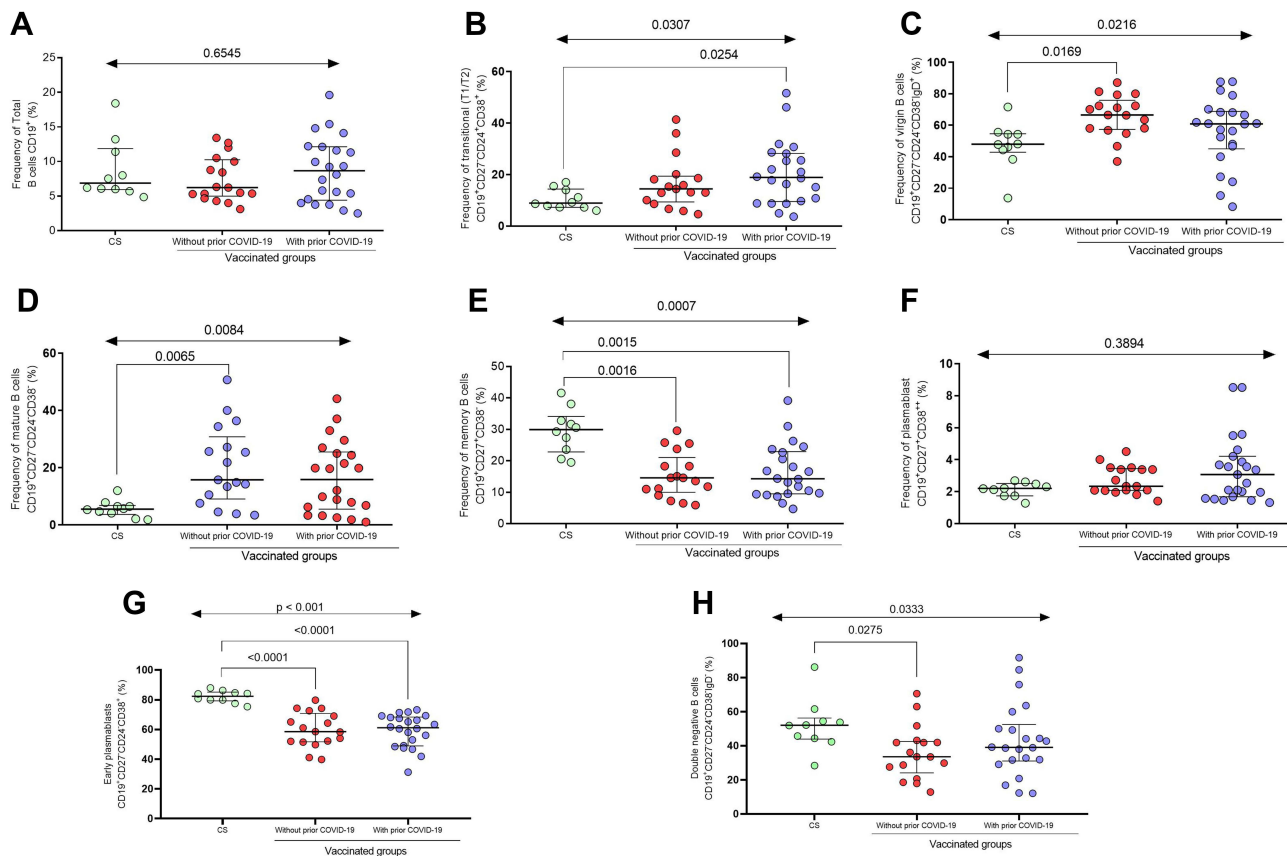 A
0.6545
Frequency of Total
B cells CD19⁺ (%)
25
20
15
10
5
0
CS
Without prior COVID-19
With prior COVID-19
Vaccinated groups
B
0.0307
0.0254
Frequency of transitional (T1/T2)
CD19⁺CD27⁻CD24⁺CD38⁺ (%)
60
40
20
0
CS
Without prior COVID-19
With prior COVID-19
Vaccinated groups
C
0.0216
0.0169
Frequency of virgin B cells
CD19⁺CD27⁻CD24⁻CD38⁻IgD⁺ (%)
100
80
60
40
20
0
CS
Without prior COVID-19
With prior COVID-19
Vaccinated groups
D
0.0084
0.0065
Frequency of mature B cells
CD19⁺CD27⁻CD24⁻CD38⁻ (%)
60
40
20
0
CS
Without prior COVID-19
With prior COVID-19
Vaccinated groups
E
0.0007
0.0015
0.0016
Frequency of memory B cells
CD19⁺CD27⁺CD38⁻ (%)
50
40
30
20
10
0
CS
Without prior COVID-19
With prior COVID-19
Vaccinated groups
F
0.3894
Frequency of plasmablast
CD19⁺CD27⁺CD38⁺⁺ (%)
10
8
6
4
2
0
CS
Without prior COVID-19
With prior COVID-19
Vaccinated groups
G
p < 0.001
<0.0001
<0.0001
Early plasmablasts
CD19⁺CD27⁻CD24⁻CD38⁺ (%)
100
80
60
40
20
0
CS
Without prior COVID-19
With prior COVID-19
Vaccinated groups
H
0.0333
0.0275
Double negative B cells
CD19⁺CD27⁻CD24⁻CD38⁻IgD⁻ (%)
100
80
60
40
20
0
CS
Without prior COVID-19
With prior COVID-19
Vaccinated groups